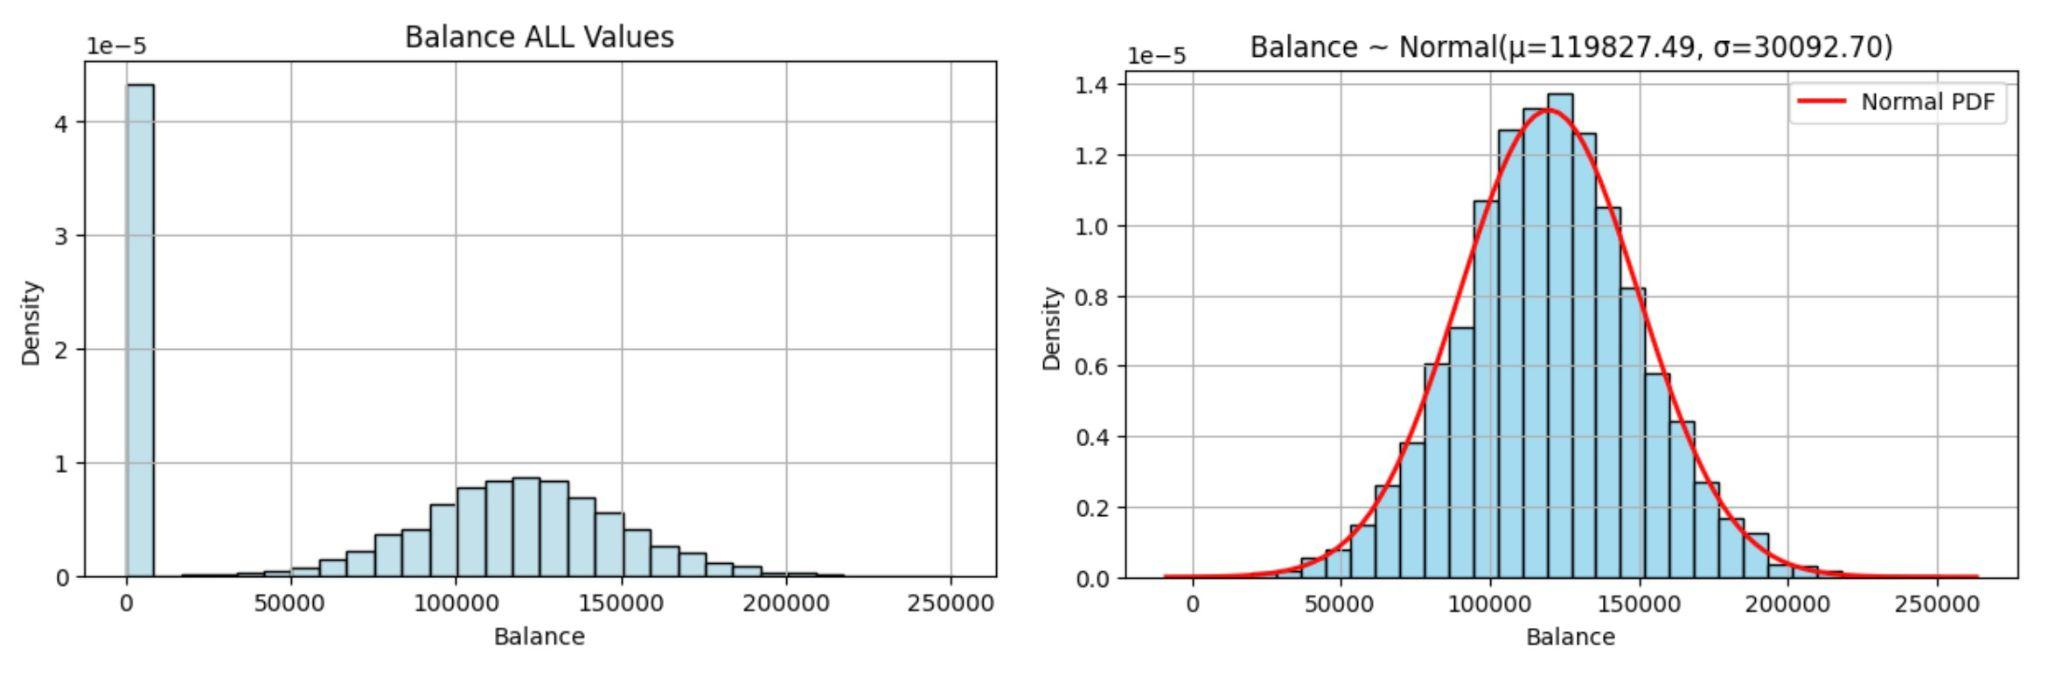 Balance ALL Values
1e−5
4
3
2
1
0
Density
0 50000 100000 150000 200000 250000
Balance
Balance ~ Normal(μ=119827.49, σ=30092.70)
1e−5
Normal PDF
1.4
1.2
1.0
0.8
0.6
0.4
0.2
0.0
Density
0 50000 100000 150000 200000 250000
Balance